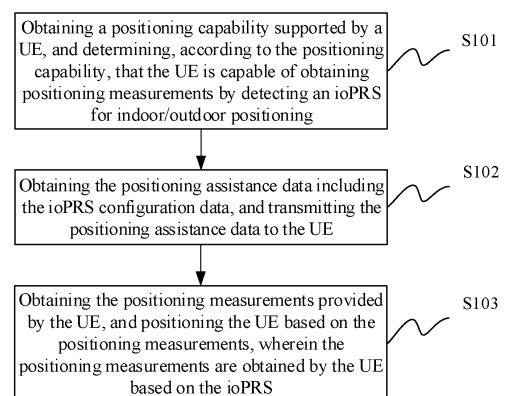 Obtaining a positioning capability supported by a
UE, and determining, according to the positioning
capability, that the UE is capable of obtaining
positioning measurements by detecting an ioPRS
for indoor/outdoor positioning
S101
Obtaining the positioning assistance data including
the ioPRS configuration data, and transmitting the
positioning assistance data to the UE
S102
Obtaining the positioning measurements provided
by the UE, and positioning the UE based on the
positioning measurements, wherein the
positioning measurements are obtained by the UE
based on the ioPRS
S103